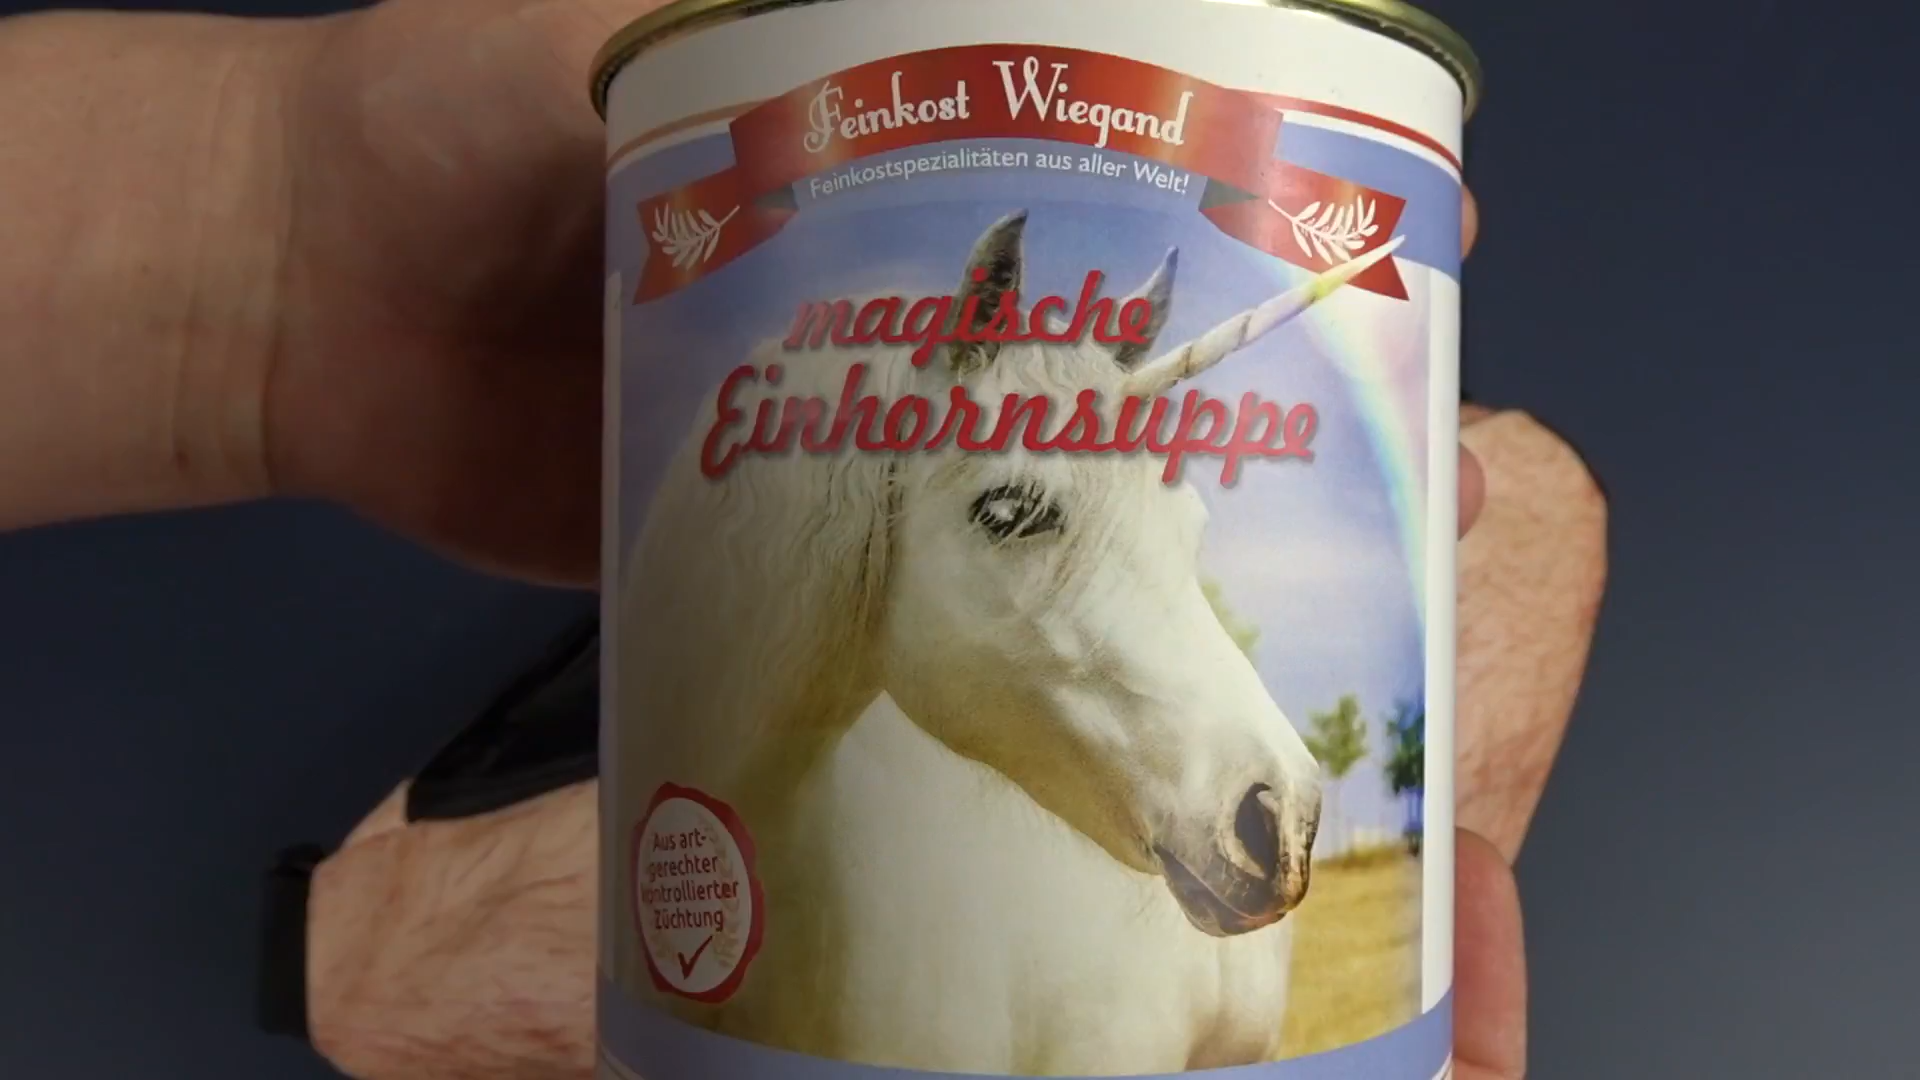 Feinkost Wiegand
Feinkostspezialitäten aus aller Welt!
magische
Einhornsuppe
Aus art-
gerechter
kontrollierter
Züchtung